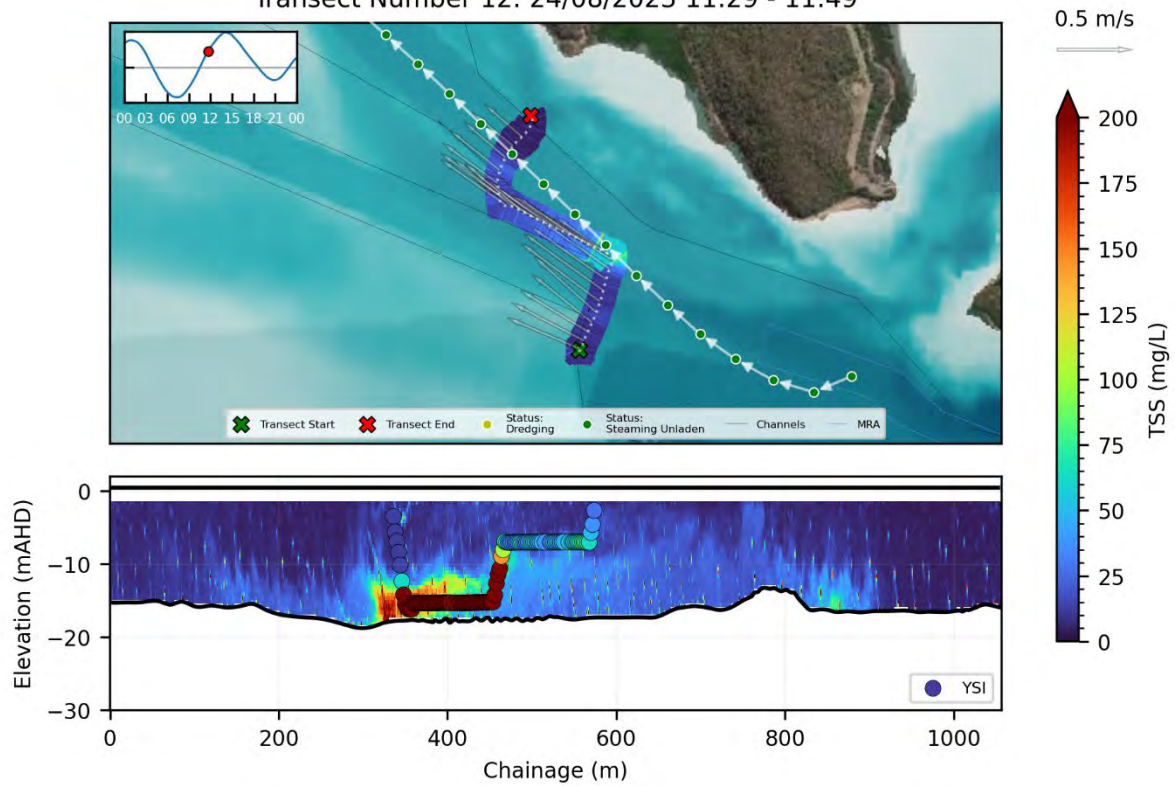 Transect Number 12: 24/08/2023 11:29 - 11:49
0.5 m/s
00 03 06 09 12 15 18 21 00
Transect Start
Transect End
Status:
Dredging
Status:
Steaming Unladen
Channels
MRA
200
175
150
125
100
75
50
25
0
TSS (mg/L)
0
−10
−20
−30
Elevation (mAHD)
YSI
0 200 400 600 800 1000
Chainage (m)